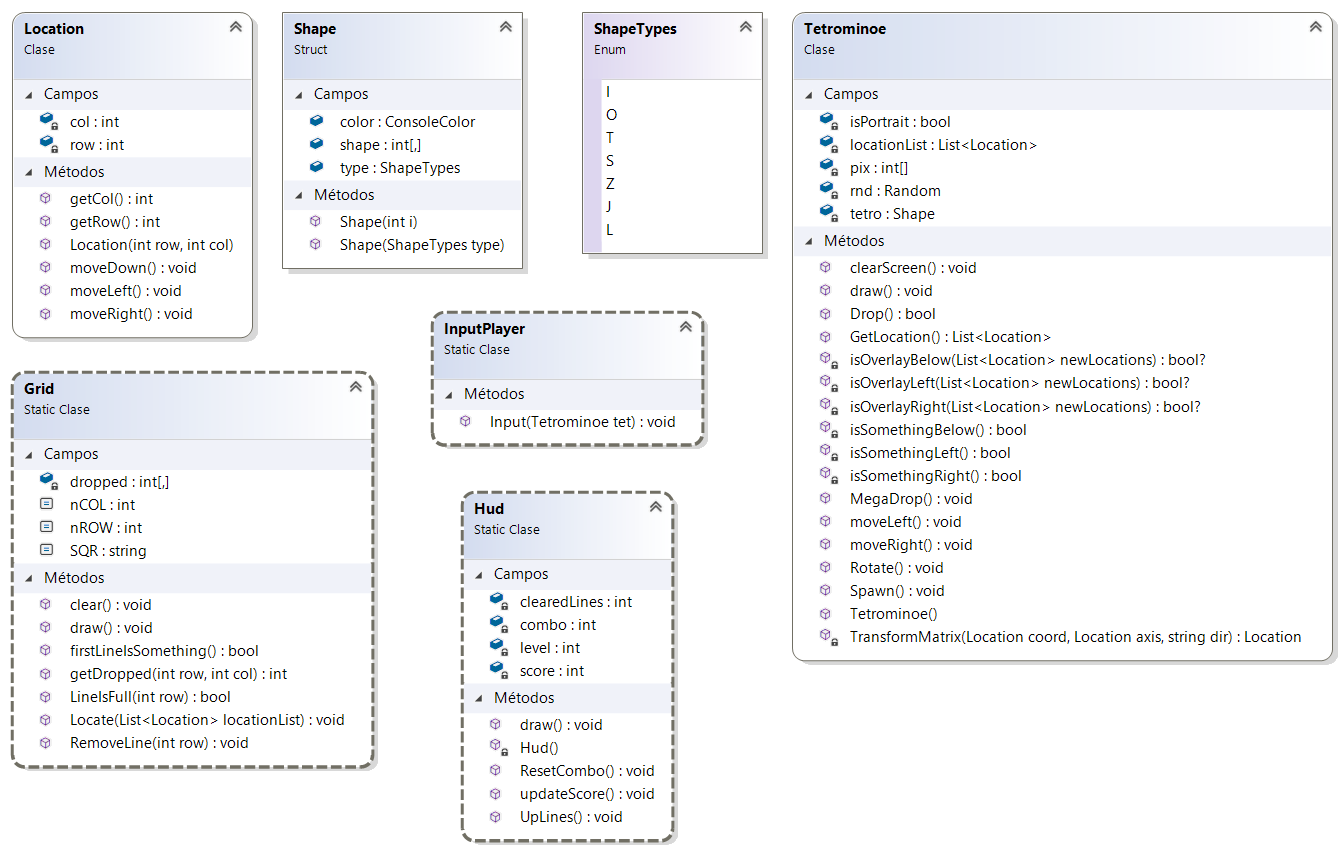 Location
Clase
Campos
col : int
row : int
Métodos
getCol() : int
getRow() : int
Location(int row, int col)
moveDown() : void
moveLeft() : void
moveRight() : void
Shape
Struct
Campos
color : ConsoleColor
shape : int[,]
type : ShapeTypes
Métodos
Shape(int i)
Shape(ShapeTypes type)
ShapeTypes
Enum
I
O
T
S
Z
J
L
Tetrominoe
Clase
Campos
isPortrait : bool
locationList : List<Location>
pix : int[]
rnd : Random
tetro : Shape
Métodos
clearScreen() : void
draw() : void
Drop() : bool
GetLocation() : List<Location>
isOverlayBelow(List<Location> newLocations) : bool?
isOverlayLeft(List<Location> newLocations) : bool?
isOverlayRight(List<Location> newLocations) : bool?
isSomethingBelow() : bool
isSomethingLeft() : bool
isSomethingRight() : bool
MegaDrop() : void
moveLeft() : void
moveRight() : void
Rotate() : void
Spawn() : void
Tetrominoe()
TransformMatrix(Location coord, Location axis, string dir) : Location
InputPlayer
Static Clase
Métodos
Input(Tetrominoe tet) : void
Grid
Static Clase
Campos
dropped : int[,]
nCOL : int
nROW : int
SQR : string
Métodos
clear() : void
draw() : void
firstLineIsSomething() : bool
getDropped(int row, int col) : int
LineIsFull(int row) : bool
Locate(List<Location> locationList) : void
RemoveLine(int row) : void
Hud
Static Clase
Campos
clearedLines : int
combo : int
level : int
score : int
Métodos
draw() : void
Hud()
ResetCombo() : void
updateScore() : void
UpLines() : void